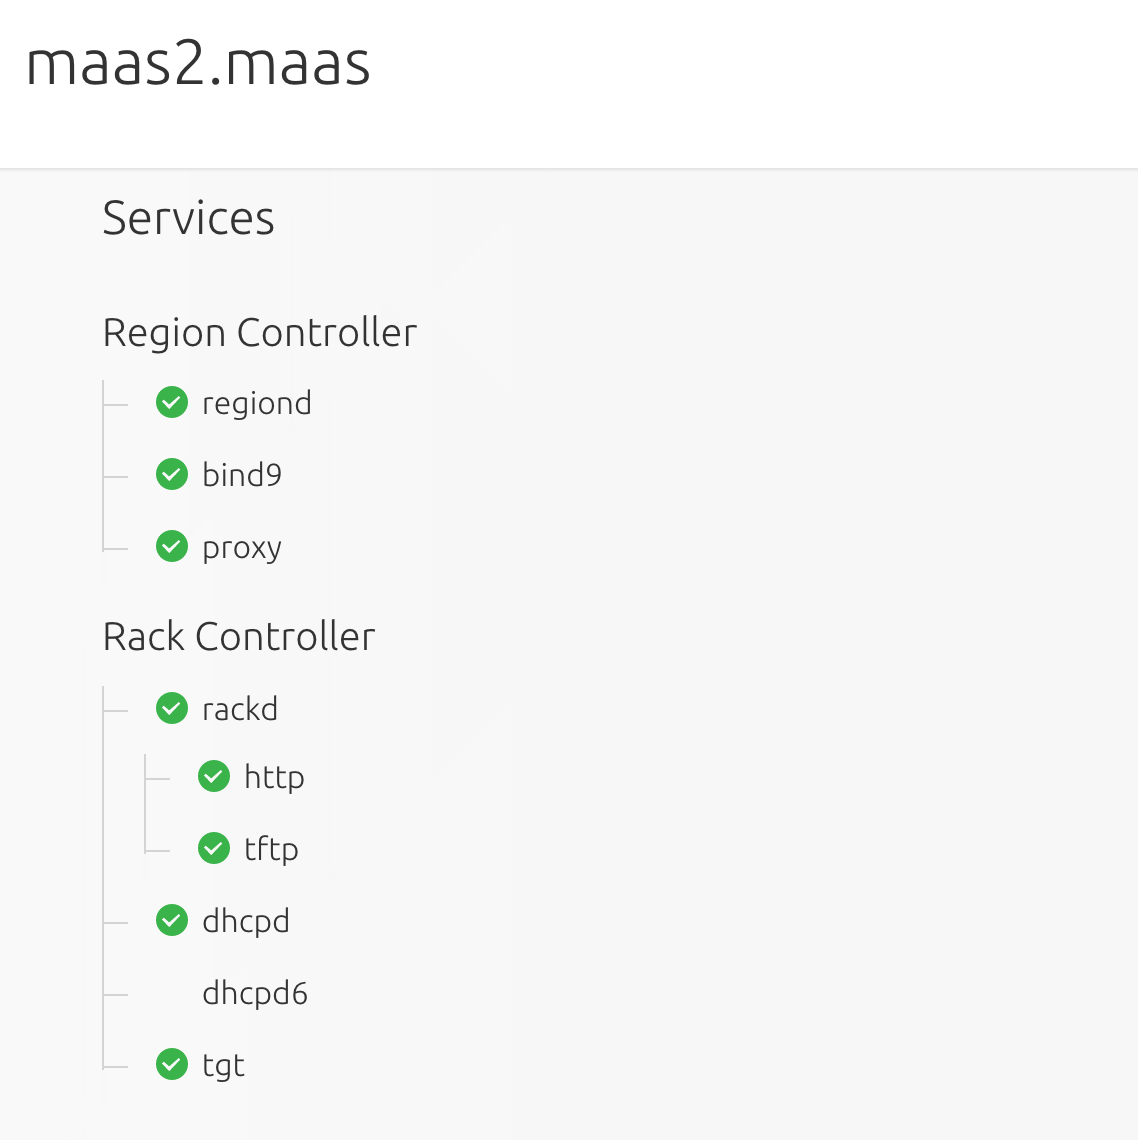 maas2.maas
Services
Region Controller
regiond
bind9
proxy
Rack Controller
rackd
http
tftp
dhcpd
dhcpd6
tgt